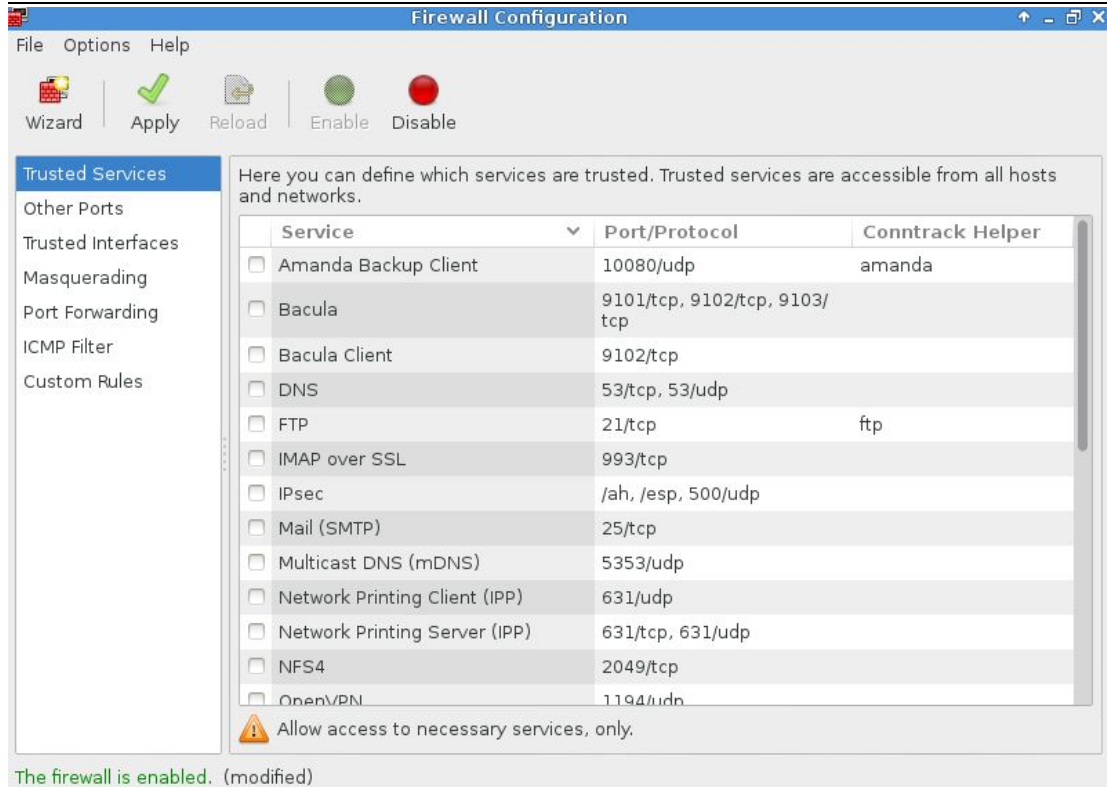 Firewall Configuration
File Options Help
Wizard Apply Reload Enable Disable
Trusted Services
Other Ports
Trusted Interfaces
Masquerading
Port Forwarding
ICMP Filter
Custom Rules
Here you can define which services are trusted. Trusted services are accessible from all hosts
and networks.
Service Port/Protocol Conntrack Helper
Amanda Backup Client 10080/udp amanda
Bacula 9101/tcp, 9102/tcp, 9103/
tcp
Bacula Client 9102/tcp
DNS 53/tcp, 53/udp
FTP 21/tcp ftp
IMAP over SSL 993/tcp
IPsec /ah, /esp, 500/udp
Mail (SMTP) 25/tcp
Multicast DNS (mDNS) 5353/udp
Network Printing Client (IPP) 631/udp
Network Printing Server (IPP) 631/tcp, 631/udp
NFS4 2049/tcp
OpenVPN 1194/udp
Allow access to necessary services, only.
The firewall is enabled. (modified)